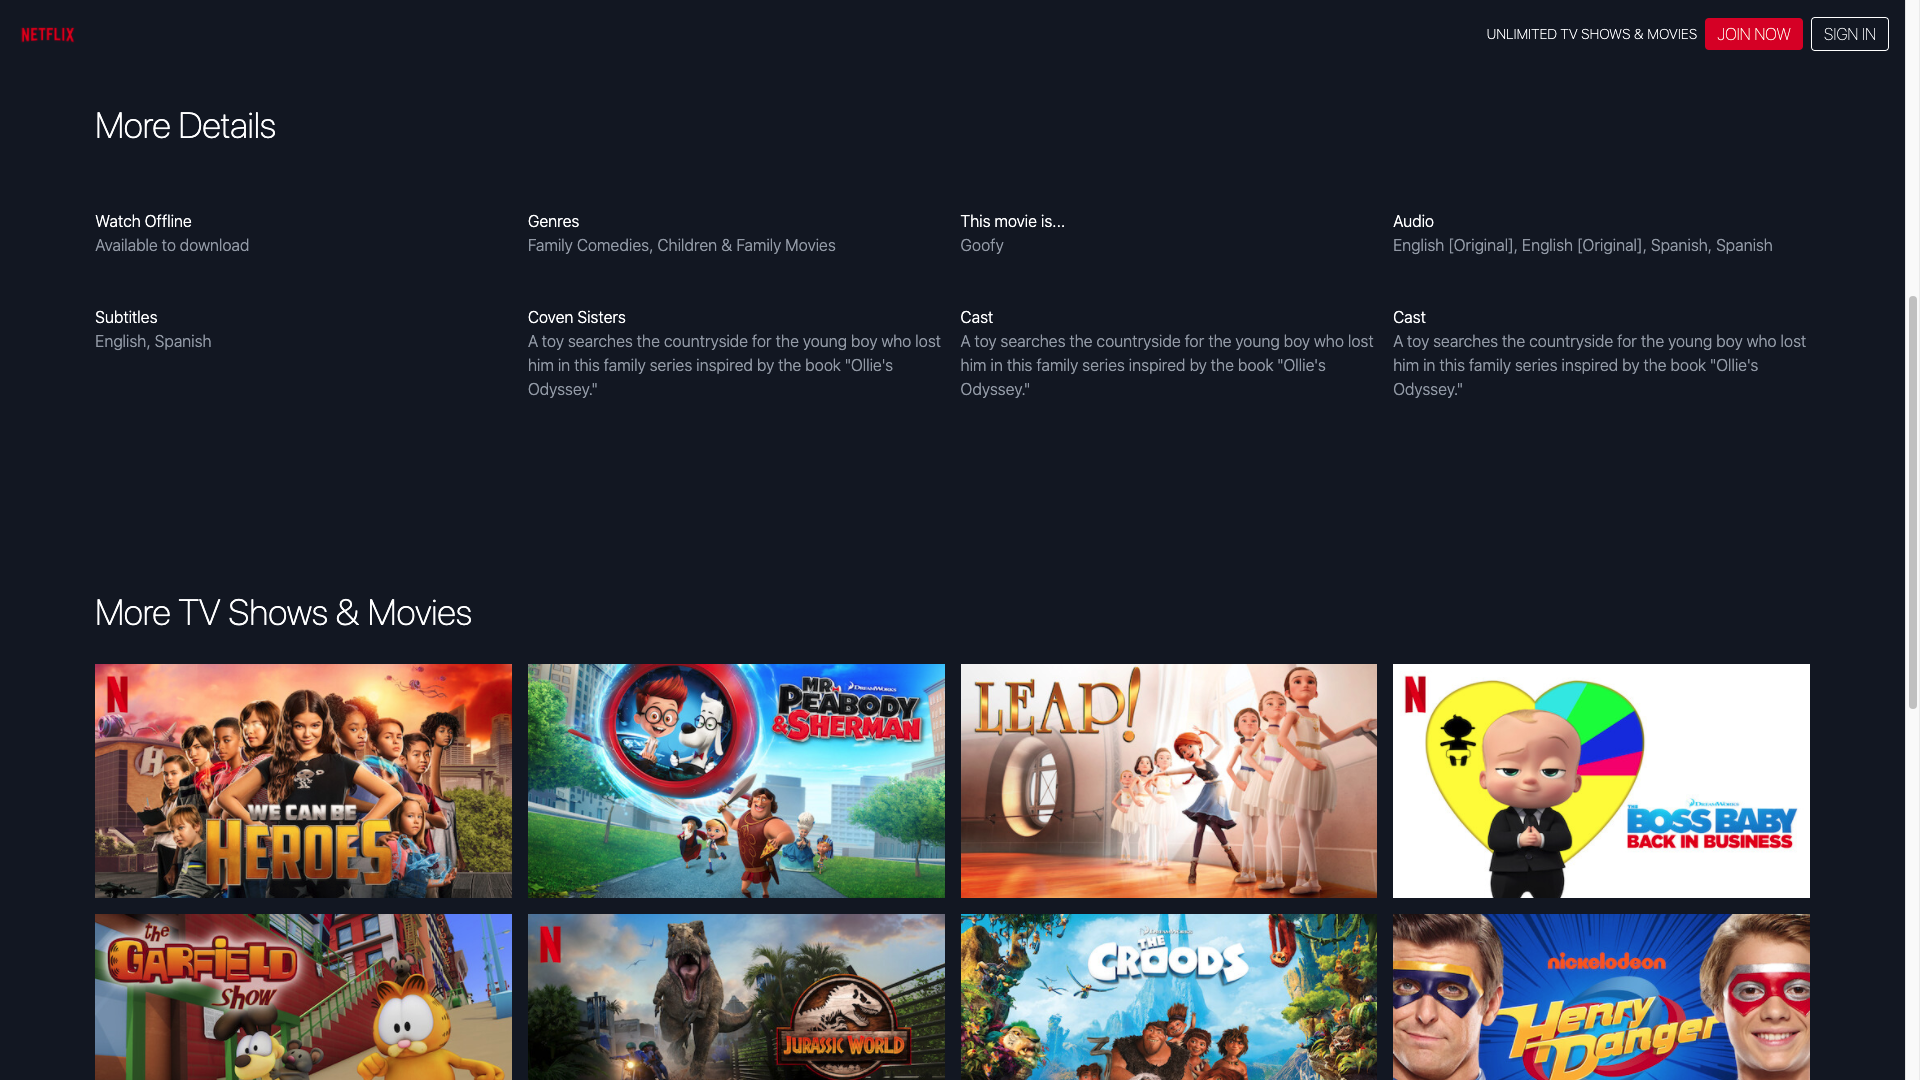 NETFLIX
UNLIMITED TV SHOWS & MOVIES
JOIN NOW
SIGN IN
More Details
Watch Offline
Available to download
Genres
Family Comedies, Children & Family Movies
This movie is...
Goofy
Audio
English [Original], English [Original], Spanish, Spanish
Subtitles
English, Spanish
Coven Sisters
A toy searches the countryside for the young boy who lost
him in this family series inspired by the book "Ollie's
Odyssey."
Cast
A toy searches the countryside for the young boy who lost
him in this family series inspired by the book "Ollie's
Odyssey."
Cast
A toy searches the countryside for the young boy who lost
him in this family series inspired by the book "Ollie's
Odyssey."
More TV Shows & Movies
N
H
WE CAN BE
HEROES
DREAMWORKS
MR.
PEABODY
& SHERMAN
LEAP!
N
THE
DREAMWORKS
BOSS BABY
BACK IN BUSINESS
the
GARFIELD
show
N
JURASSIC WORLD
DREAMWORKS
THE
CROODS
nickelodeon
Henry
Danger